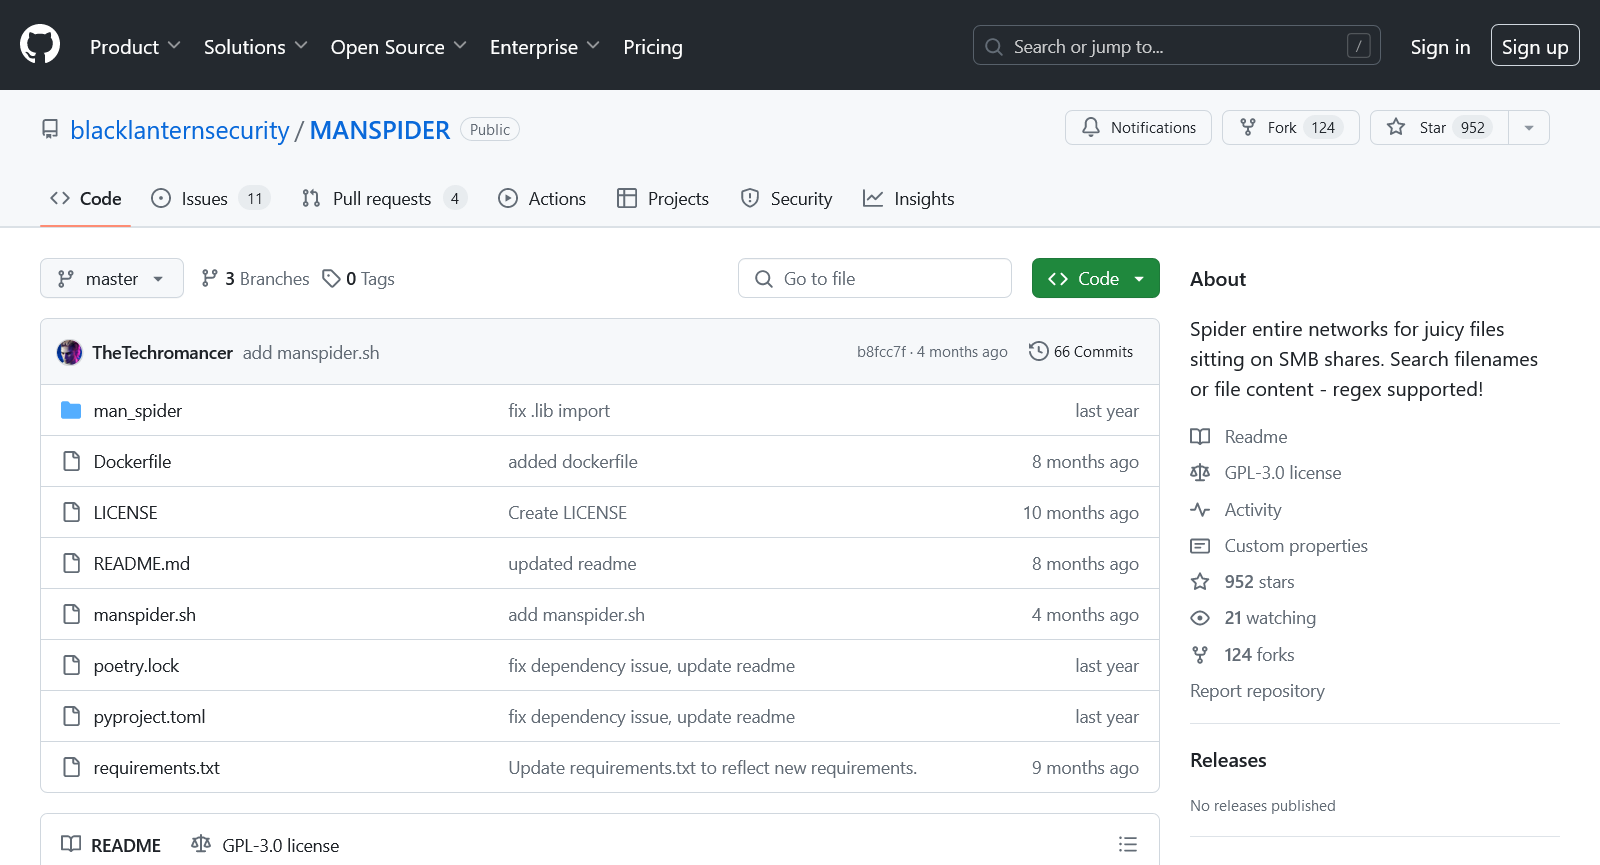 Product Solutions Open Source Enterprise Pricing Search or jump to... / Sign in Sign up
blacklanternsecurity / MANSPIDER Public Notifications Fork 124 Star 952
Code Issues 11 Pull requests 4 Actions Projects Security Insights
master 3 Branches 0 Tags Go to file Code
TheTechromancer add manspider.sh b8fcc7f · 4 months ago 66 Commits
man_spider fix .lib import last year
Dockerfile added dockerfile 8 months ago
LICENSE Create LICENSE 10 months ago
README.md updated readme 8 months ago
manspider.sh add manspider.sh 4 months ago
poetry.lock fix dependency issue, update readme last year
pyproject.toml fix dependency issue, update readme last year
requirements.txt Update requirements.txt to reflect new requirements. 9 months ago
README GPL-3.0 license
About
Spider entire networks for juicy files
sitting on SMB shares. Search filenames
or file content - regex supported!
Readme
GPL-3.0 license
Activity
Custom properties
952 stars
21 watching
124 forks
Report repository
Releases
No releases published